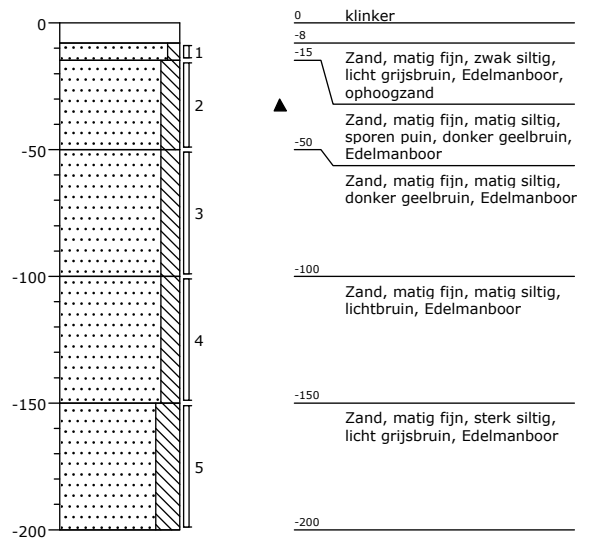 0
-50
-100
-150
-200
1
2
3
4
5
0 klinker
-8
-15
Zand, matig fijn, zwak siltig,
licht grijsbruin, Edelmanboor,
ophoogzand
Zand, matig fijn, matig siltig,
sporen puin, donker geelbruin,
Edelmanboor
-50
Zand, matig fijn, matig siltig,
donker geelbruin, Edelmanboor
-100
Zand, matig fijn, matig siltig,
lichtbruin, Edelmanboor
-150
Zand, matig fijn, sterk siltig,
licht grijsbruin, Edelmanboor
-200